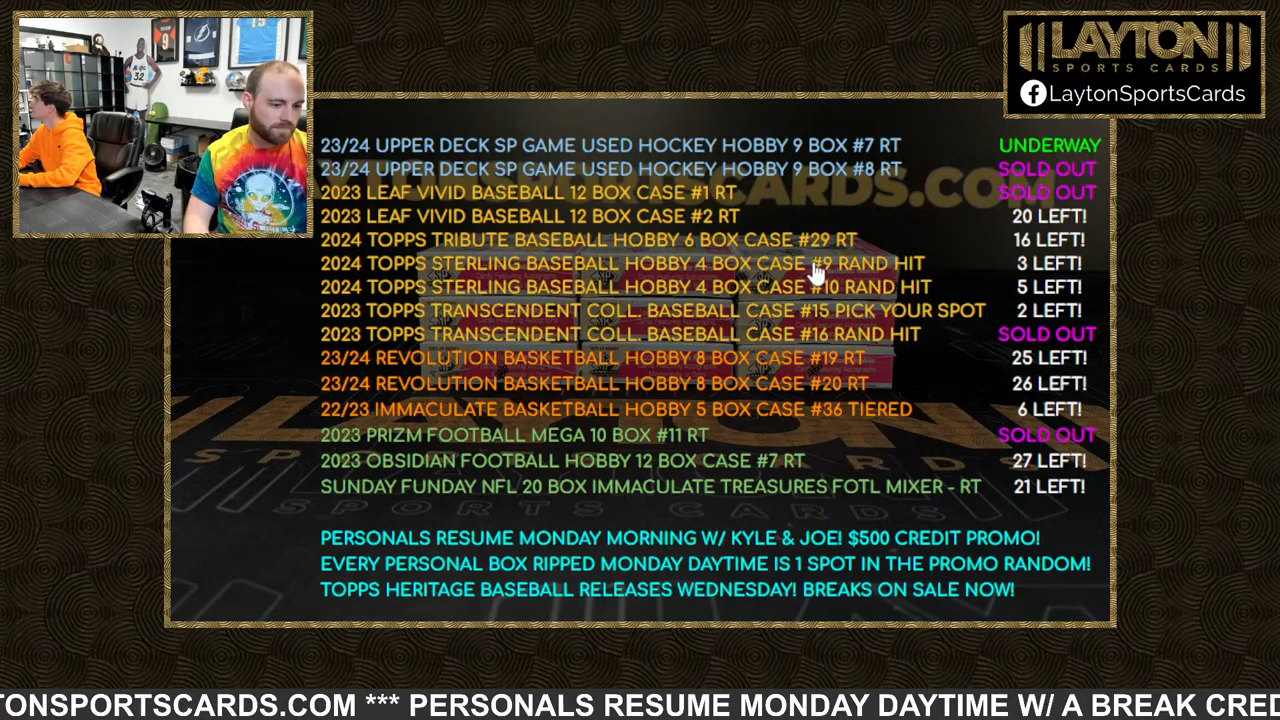 LAYTON
SPORTS CARDS
LaytonSportsCards
32
23/24 UPPER DECK SP GAME USED HOCKEY HOBBY 9 BOX #7 RT UNDERWAY
23/24 UPPER DECK SP GAME USED HOCKEY HOBBY 9 BOX #8 RT SOLD OUT
2023 LEAF VIVID BASEBALL 12 BOX CASE #1 RT SOLD OUT
2023 LEAF VIVID BASEBALL 12 BOX CASE #2 RT 20 LEFT!
2024 TOPPS TRIBUTE BASEBALL HOBBY 6 BOX CASE #29 RT 16 LEFT!
2024 TOPPS STERLING BASEBALL HOBBY 4 BOX CASE #9 RAND HIT 3 LEFT!
2024 TOPPS STERLING BASEBALL HOBBY 4 BOX CASE #10 RAND HIT 5 LEFT!
2023 TOPPS TRANSCENDENT COLL. BASEBALL CASE #15 PICK YOUR SPOT 2 LEFT!
2023 TOPPS TRANSCENDENT COLL. BASEBALL CASE #16 RAND HIT SOLD OUT
23/24 REVOLUTION BASKETBALL HOBBY 8 BOX CASE #19 RT 25 LEFT!
23/24 REVOLUTION BASKETBALL HOBBY 8 BOX CASE #20 RT 26 LEFT!
22/23 IMMACULATE BASKETBALL HOBBY 5 BOX CASE #36 TIERED 6 LEFT!
2023 PRIZM FOOTBALL MEGA 10 BOX #11 RT SOLD OUT
2023 OBSIDIAN FOOTBALL HOBBY 12 BOX CASE #7 RT 27 LEFT!
SUNDAY FUNDAY NFL 20 BOX IMMACULATE TREASURES FOTL MIXER - RT 21 LEFT!
PERSONALS RESUME MONDAY MORNING W/ KYLE & JOE! $500 CREDIT PROMO!
EVERY PERSONAL BOX RIPPED MONDAY DAYTIME IS 1 SPOT IN THE PROMO RANDOM!
TOPPS HERITAGE BASEBALL RELEASES WEDNESDAY! BREAKS ON SALE NOW!
TONSPORTSCARDS.COM *** PERSONALS RESUME MONDAY DAYTIME W/ A BREAK CRED